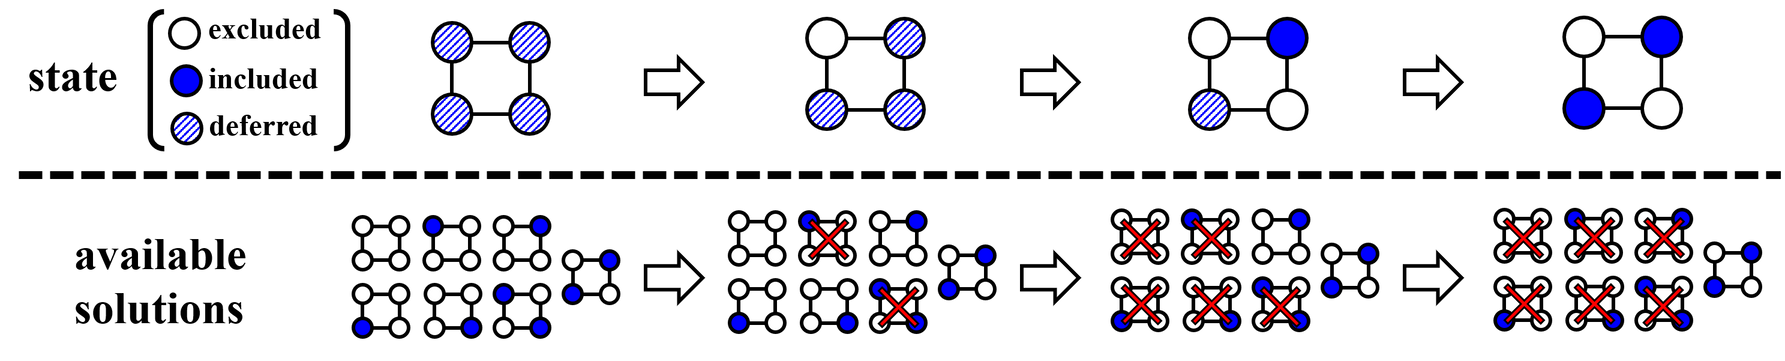 state
excluded
included
deferred
available
solutions